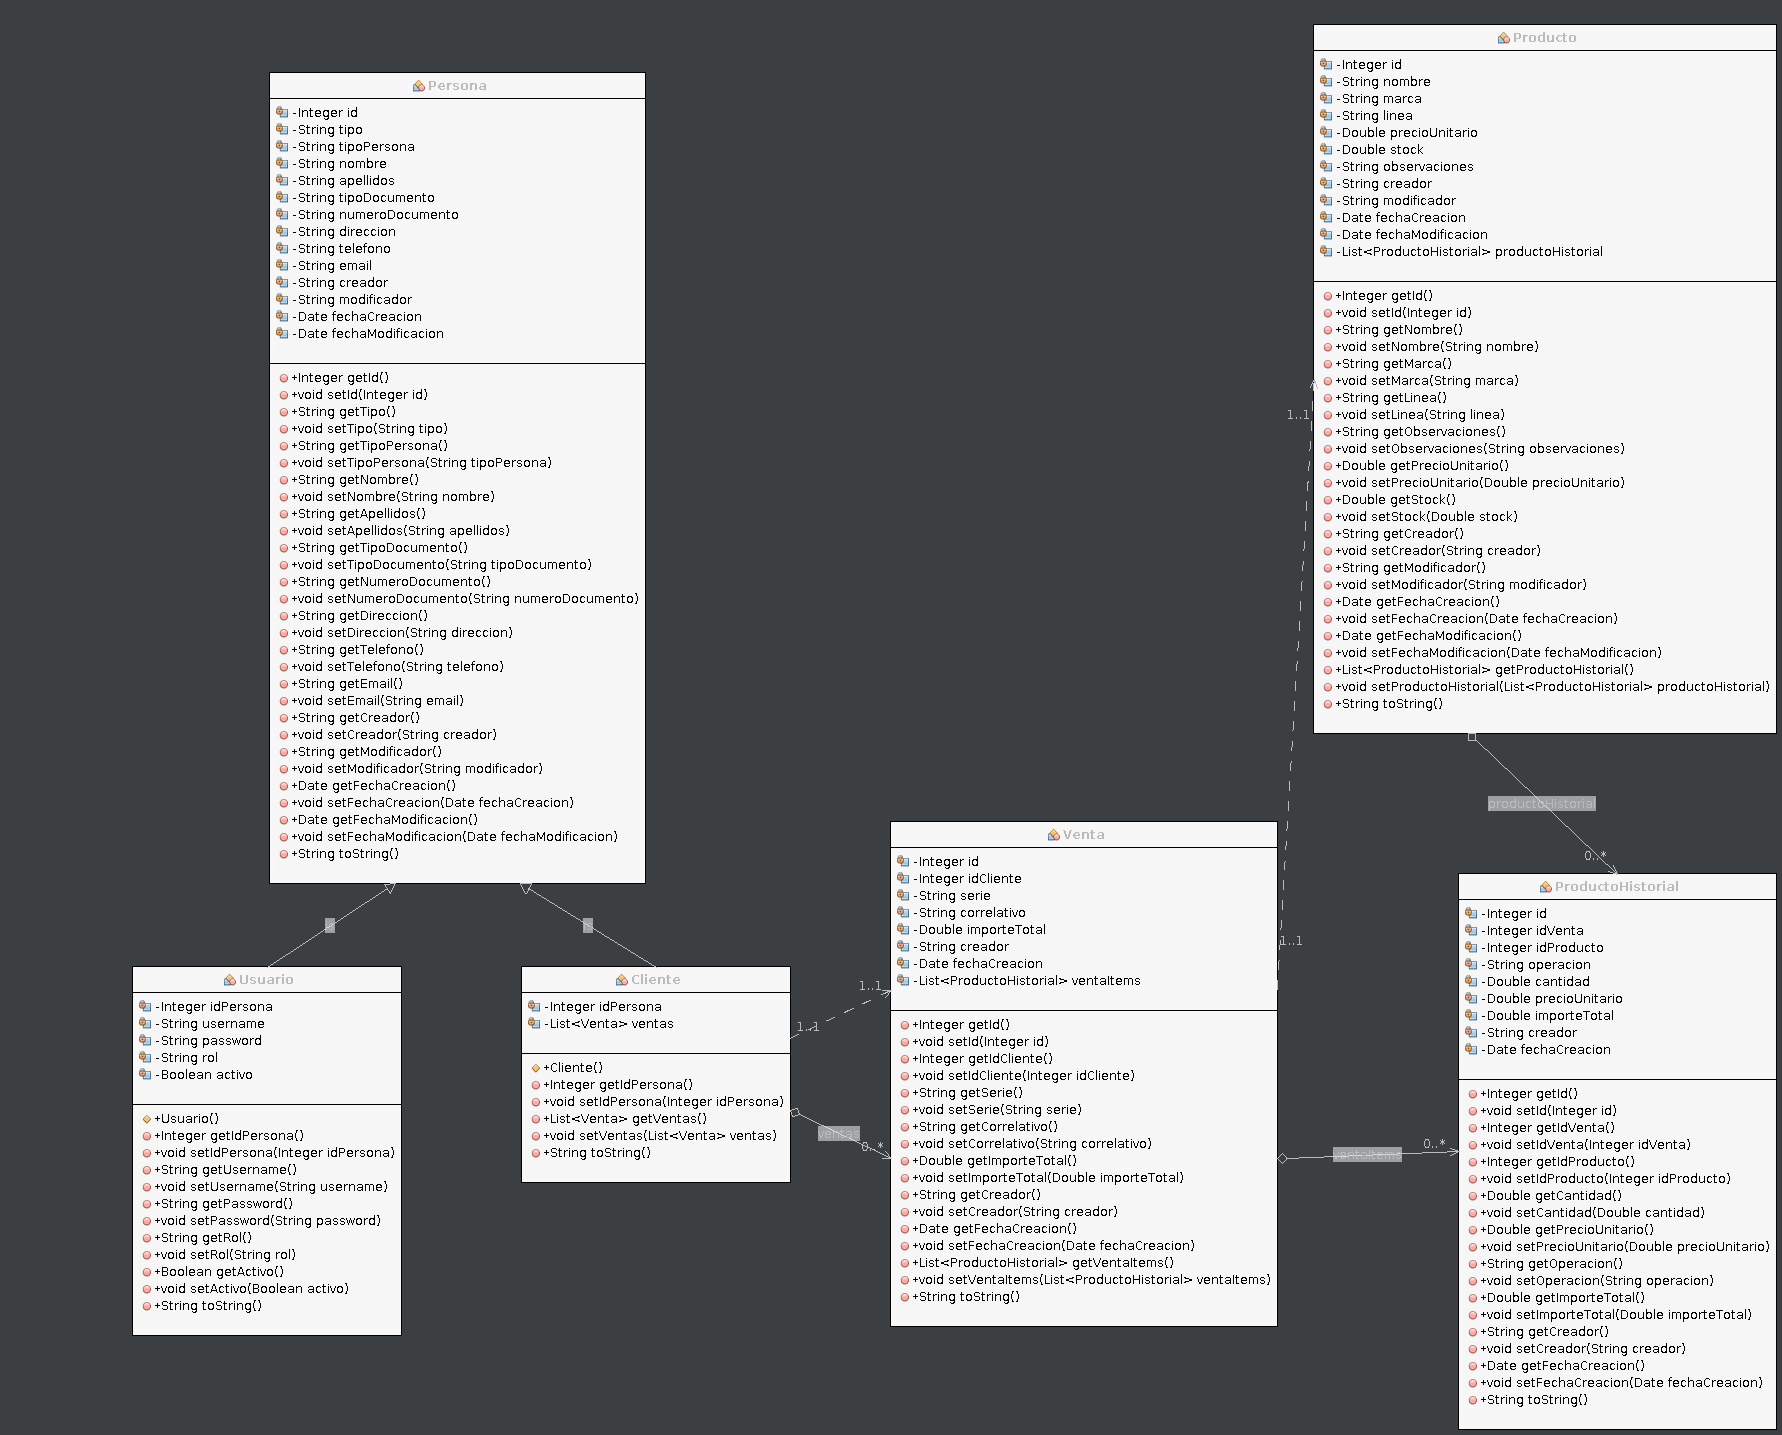 Persona
-Integer id
-String tipo
-String tipoPersona
-String nombre
-String apellidos
-String tipoDocumento
-String numeroDocumento
-String direccion
-String telefono
-String email
-String creador
-String modificador
-Date fechaCreacion
-Date fechaModificacion
+Integer getId()
+void setId(Integer id)
+String getTipo()
+void setTipo(String tipo)
+String getTipoPersona()
+void setTipoPersona(String tipoPersona)
+String getNombre()
+void setNombre(String nombre)
+String getApellidos()
+void setApellidos(String apellidos)
+String getTipoDocumento()
+void setTipoDocumento(String tipoDocumento)
+String getNumeroDocumento()
+void setNumeroDocumento(String numeroDocumento)
+String getDireccion()
+void setDireccion(String direccion)
+String getTelefono()
+void setTelefono(String telefono)
+String getEmail()
+void setEmail(String email)
+String getCreador()
+void setCreador(String creador)
+String getModificador()
+void setModificador(String modificador)
+Date getFechaCreacion()
+void setFechaCreacion(Date fechaCreacion)
+Date getFechaModificacion()
+void setFechaModificacion(Date fechaModificacion)
+String toString()
Usuario
-Integer idPersona
-String username
-String password
-String rol
-Boolean activo
+Usuario()
+Integer getIdPersona()
+void setIdPersona(Integer idPersona)
+String getUsername()
+void setUsername(String username)
+String getPassword()
+void setPassword(String password)
+String getRol()
+void setRol(String rol)
+Boolean getActivo()
+void setActivo(Boolean activo)
+String toString()
Cliente
-Integer idPersona
-List<Venta> ventas
+Cliente()
+Integer getIdPersona()
+void setIdPersona(Integer idPersona)
+List<Venta> getVentas()
+void setVentas(List<Venta> ventas)
+String toString()
1..1
1..1
ventas
0..*
Venta
-Integer id
-Integer idCliente
-String serie
-String correlativo
-Double importeTotal
-String creador
-Date fechaCreacion
-List<ProductoHistorial> ventaItems
+Integer getId()
+void setId(Integer id)
+Integer getIdCliente()
+void setIdCliente(Integer idCliente)
+String getSerie()
+void setSerie(String serie)
+String getCorrelativo()
+void setCorrelativo(String correlativo)
+Double getImporteTotal()
+void setImporteTotal(Double importeTotal)
+String getCreador()
+void setCreador(String creador)
+Date getFechaCreacion()
+void setFechaCreacion(Date fechaCreacion)
+List<ProductoHistorial> getVentaItems()
+void setVentaItems(List<ProductoHistorial> ventaItems)
+String toString()
1..1
1..1
ventaItems
0..*
Producto
-Integer id
-String nombre
-String marca
-String linea
-Double precioUnitario
-Double stock
-String observaciones
-String creador
-String modificador
-Date fechaCreacion
-Date fechaModificacion
-List<ProductoHistorial> productoHistorial
+Integer getId()
+void setId(Integer id)
+String getNombre()
+void setNombre(String nombre)
+String getMarca()
+void setMarca(String marca)
+String getLinea()
+void setLinea(String linea)
+String getObservaciones()
+void setObservaciones(String observaciones)
+Double getPrecioUnitario()
+void setPrecioUnitario(Double precioUnitario)
+Double getStock()
+void setStock(Double stock)
+String getCreador()
+void setCreador(String creador)
+String getModificador()
+void setModificador(String modificador)
+Date getFechaCreacion()
+void setFechaCreacion(Date fechaCreacion)
+Date getFechaModificacion()
+void setFechaModificacion(Date fechaModificacion)
+List<ProductoHistorial> getProductoHistorial()
+void setProductoHistorial(List<ProductoHistorial> productoHistorial)
+String toString()
productoHistorial
0..*
ProductoHistorial
-Integer id
-Integer idVenta
-Integer idProducto
-String operacion
-Double cantidad
-Double precioUnitario
-Double importeTotal
-String creador
-Date fechaCreacion
+Integer getId()
+void setId(Integer id)
+Integer getIdVenta()
+void setIdVenta(Integer idVenta)
+Integer getIdProducto()
+void setIdProducto(Integer idProducto)
+Double getCantidad()
+void setCantidad(Double cantidad)
+Double getPrecioUnitario()
+void setPrecioUnitario(Double precioUnitario)
+String getOperacion()
+void setOperacion(String operacion)
+Double getImporteTotal()
+void setImporteTotal(Double importeTotal)
+String getCreador()
+void setCreador(String creador)
+Date getFechaCreacion()
+void setFechaCreacion(Date fechaCreacion)
+String toString()